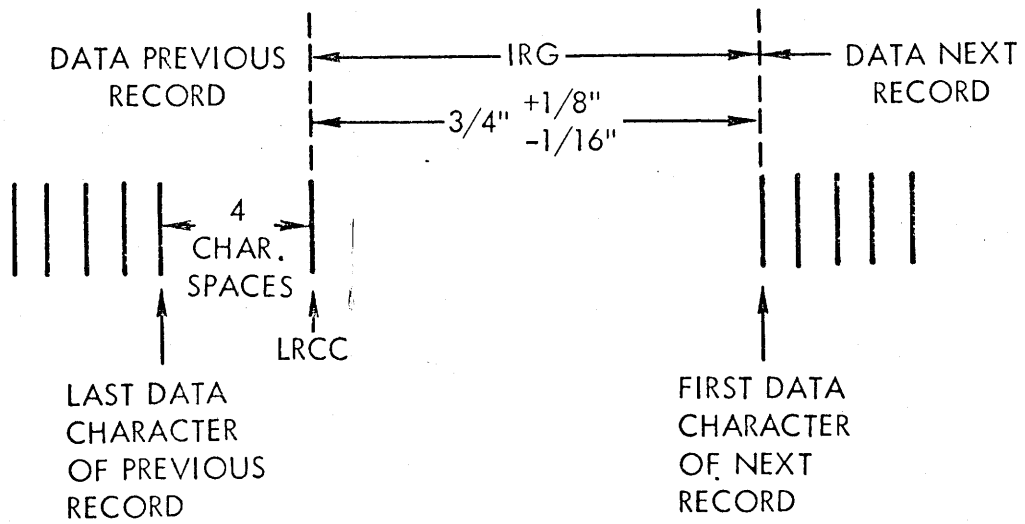 DATA PREVIOUS
RECORD
IRG
DATA NEXT
RECORD
3/4" +1/8"
-1/16"
4
CHAR.
SPACES
LRCC
LAST DATA
CHARACTER
OF PREVIOUS
RECORD
FIRST DATA
CHARACTER
OF NEXT
RECORD